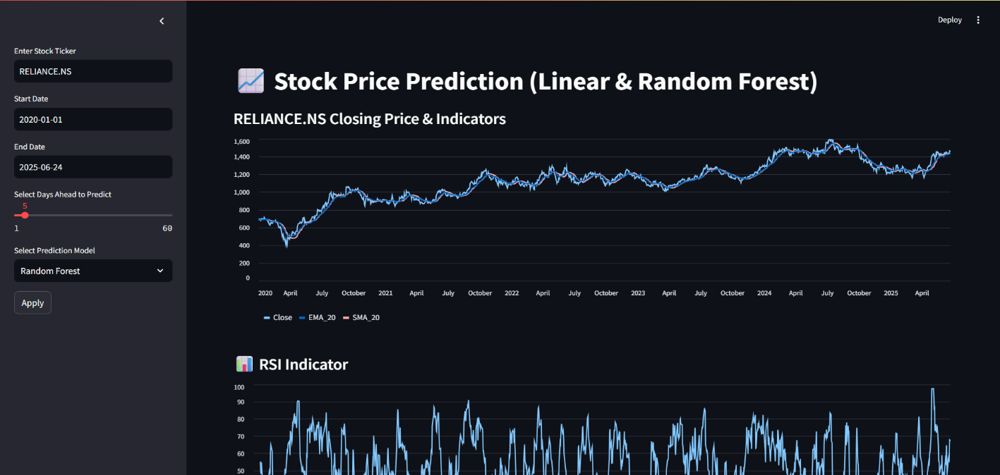 Deploy
Enter Stock Ticker
RELIANCE.NS
Start Date
2020-01-01
End Date
2025-06-24
Select Days Ahead to Predict
5
1 60
Select Prediction Model
Random Forest
Apply
Stock Price Prediction (Linear & Random Forest)
RELIANCE.NS Closing Price & Indicators
1,600
1,400
1,200
1,000
800
600
400
200
0
2020 April July October 2021 April July October 2022 April July October 2023 April July October 2024 April July October 2025 April
Close EMA_20 SMA_20
RSI Indicator
100
90
80
70
60
50